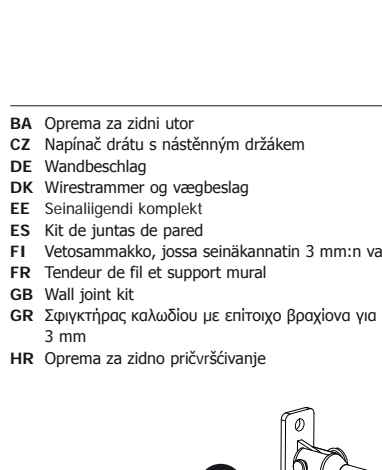 BA Oprema za zidni utor
CZ Napínač drátu s nástěnným držákem
DE Wandbeschlag
DK Wirestrammer og vægbeslag
EE Seinaliigendi komplekt
ES Kit de juntas de pared
FI Vetosammakko, jossa seinäkannatin 3 mm:n va
FR Tendeur de fil et support mural
GB Wall joint kit
GR Σφιγκτήρας καλωδίου με επίτοιχο βραχίονα για
3 mm
HR Oprema za zidno pričvršćivanje